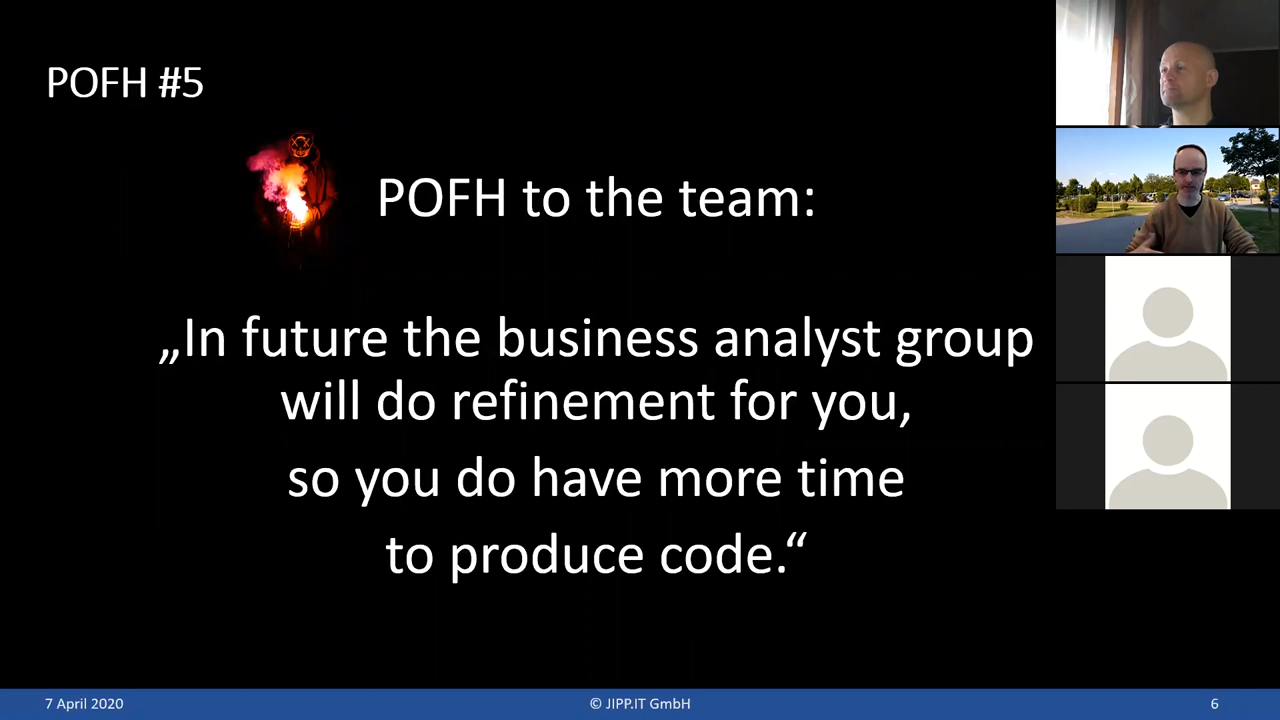 POFH #5
POFH to the team:
„In future the business analyst group
will do refinement for you,
so you do have more time
to produce code.“
7 April 2020
© JIPP.IT GmbH
6